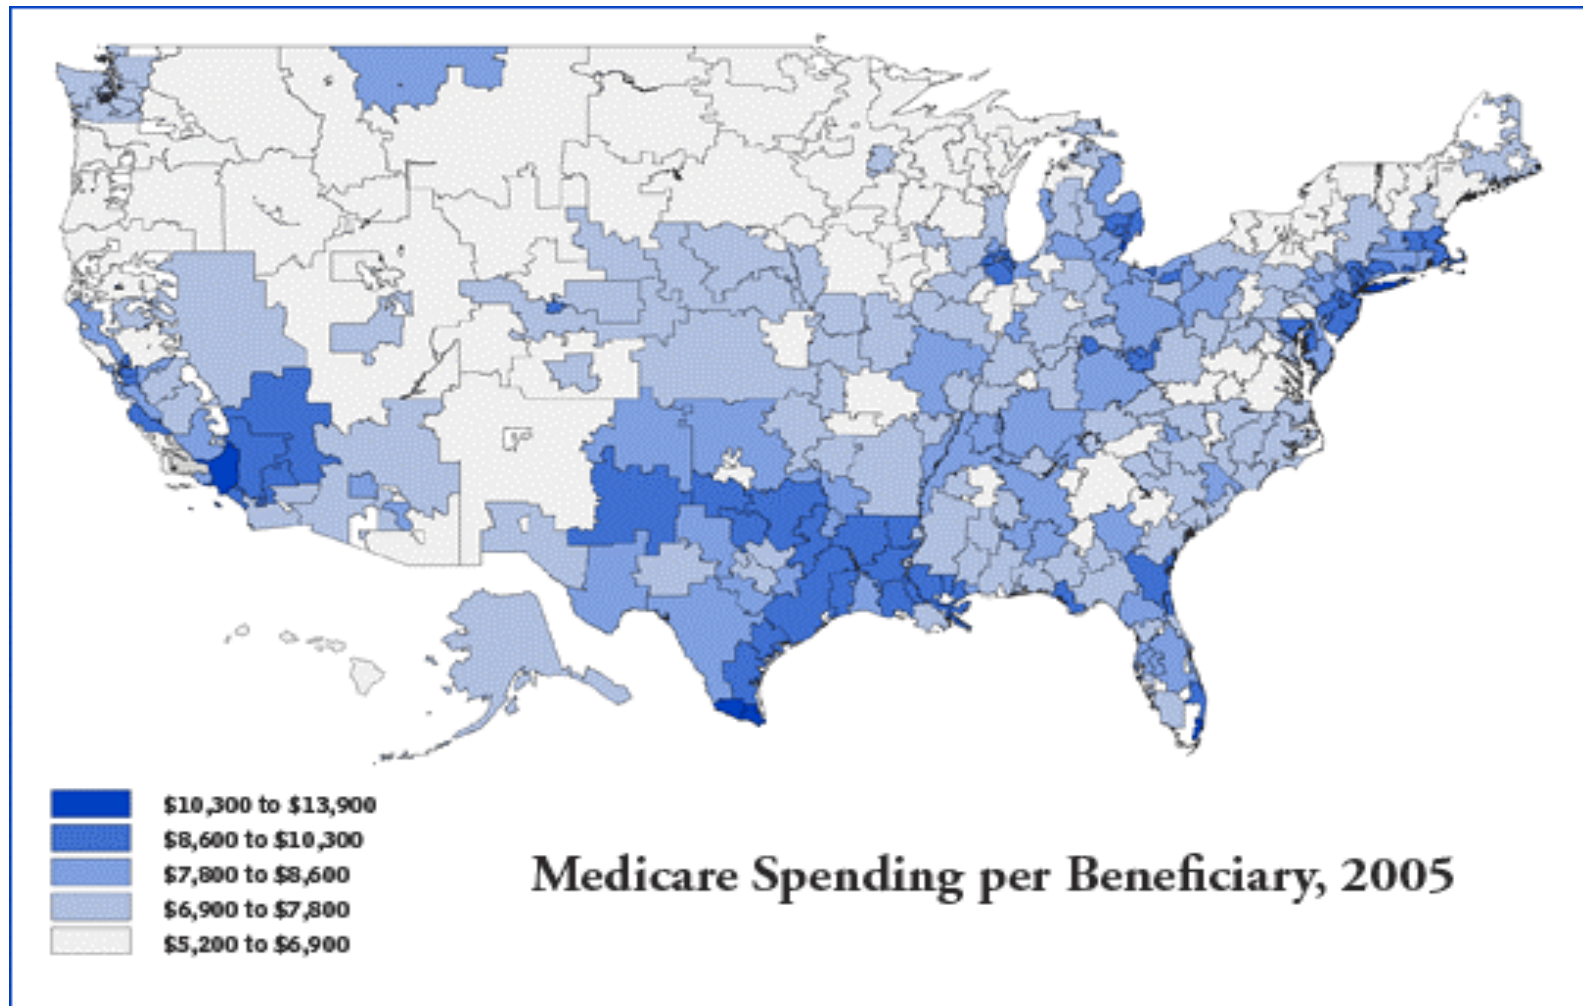 $10,300 to $13,900
$8,600 to $10,300
$7,800 to $8,600
$6,900 to $7,800
$5,200 to $6,900
Medicare Spending per Beneficiary, 2005